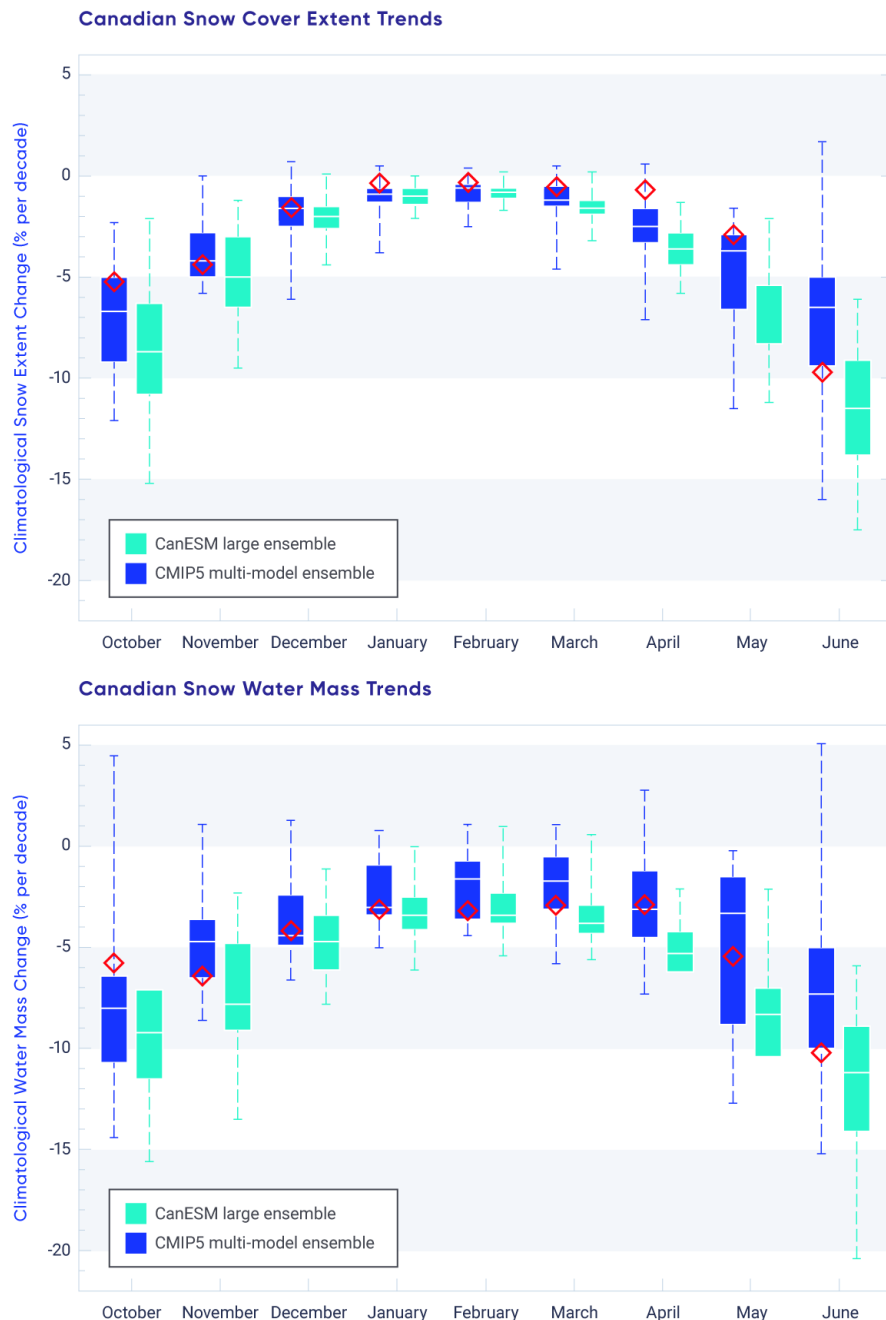 Canadian Snow Cover Extent Trends
Climatological Snow Extent Change (% per decade)
5
0
-5
-10
-15
-20
CanESM large ensemble
CMIP5 multi-model ensemble
October November December January February March April May June
Canadian Snow Water Mass Trends
Climatological Water Mass Change (% per decade)
5
0
-5
-10
-15
-20
CanESM large ensemble
CMIP5 multi-model ensemble
October November December January February March April May June